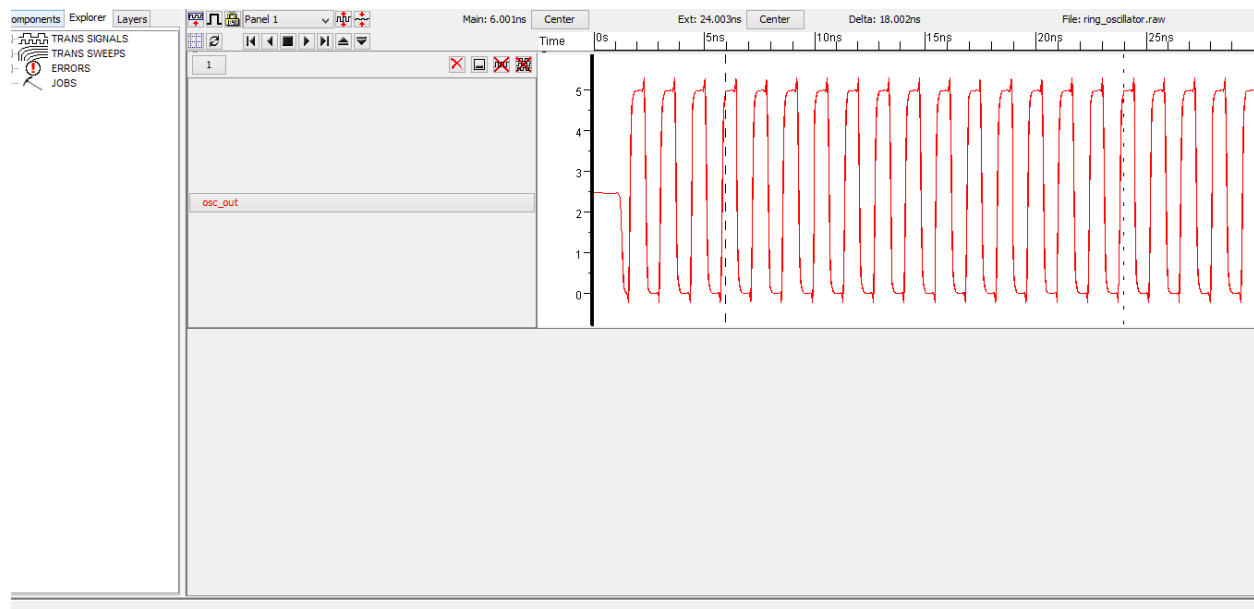 omponents Explorer Layers
TRANS SIGNALS
TRANS SWEEPS
ERRORS
JOBS
Panel 1 Main: 6.001ns Center Ext: 24.003ns Center Delta: 18.002ns File: ring_oscillator.raw
Time 0s 5ns 10ns 15ns 20ns 25ns
1
5
4
3
osc_out
2
1
0